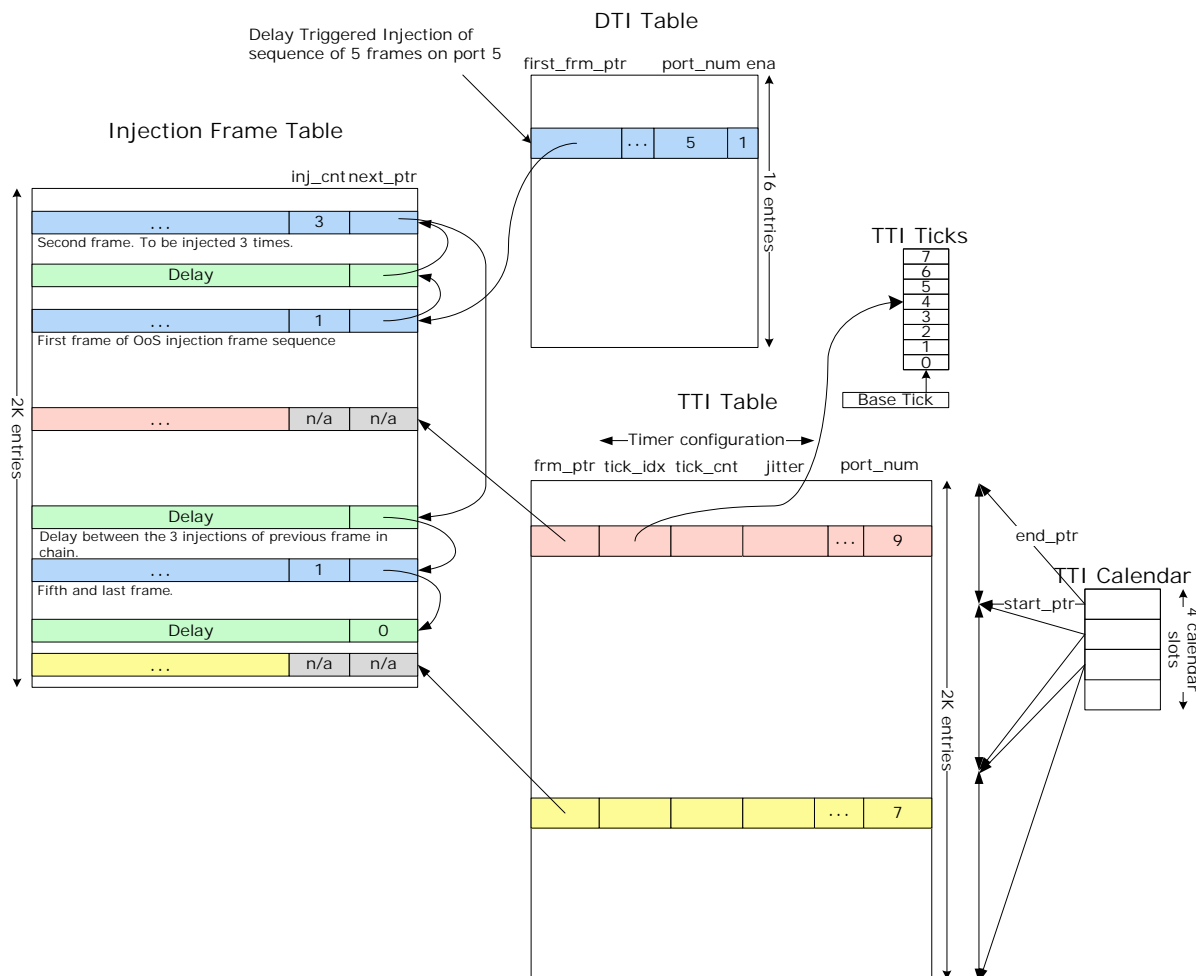 Delay Triggered Injection of
sequence of 5 frames on port 5
DTI Table
first_frm_ptr port_num ena
... 5 1
16 entries
Injection Frame Table
inj_cnt next_ptr
... 3
Second frame. To be injected 3 times.
Delay
... 1
First frame of OoS injection frame sequence
... n/a n/a
Delay
Delay between the 3 injections of previous frame in
chain.
... 1
Fifth and last frame.
Delay 0
... n/a n/a
2K entries
TTI Ticks
7
6
5
4
3
2
1
0
Base Tick
TTI Table
Timer configuration
frm_ptr tick_idx tick_cnt jitter port_num
... 9
... 7
2K entries
end_ptr
start_ptr
TTI Calendar
4 calendar
slots